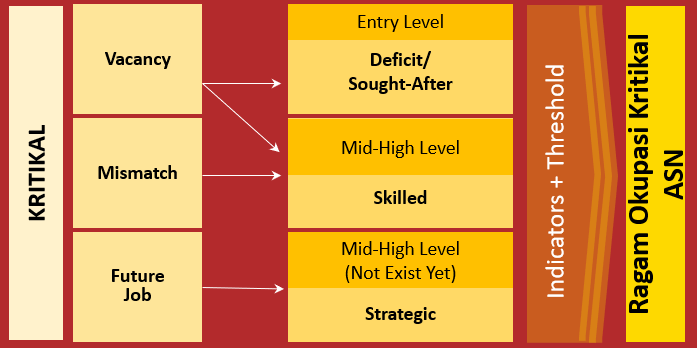 KRITIKAL
Vacancy
Mismatch
Future
Job
Entry Level
Deficit/
Sought-After
Mid-High Level
Skilled
Mid-High Level
(Not Exist Yet)
Strategic
Indicators + Threshold
Ragam Okupasi Kritikal
ASN